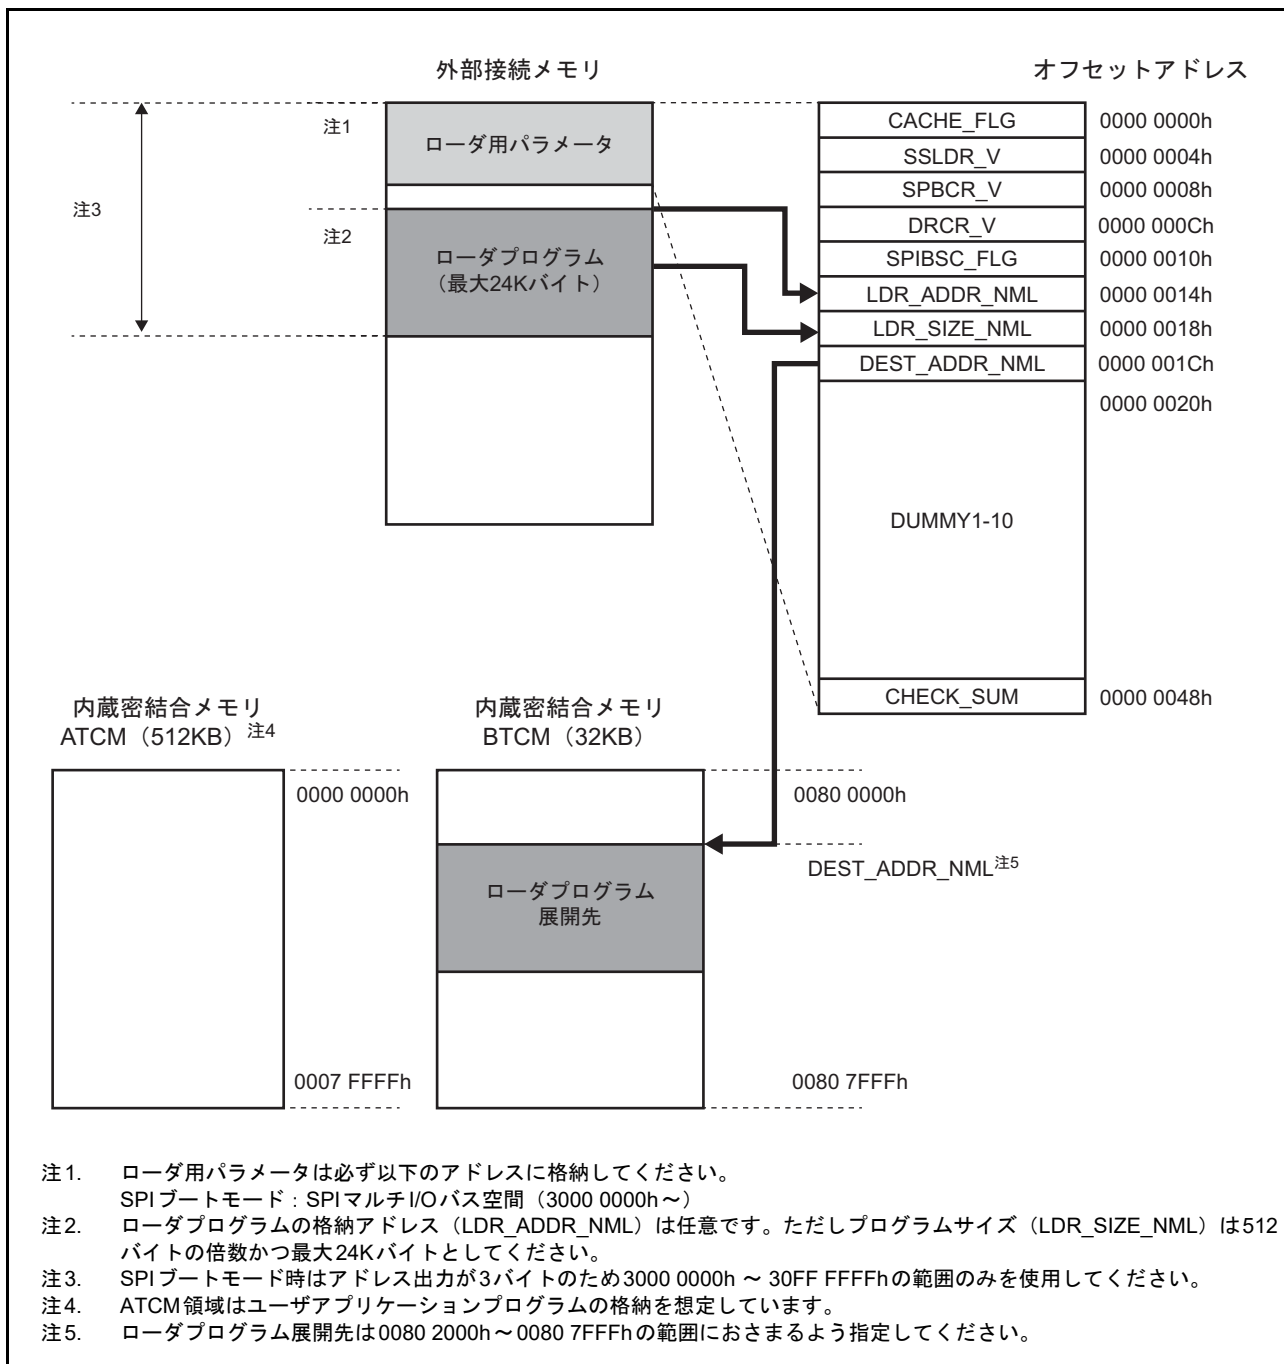 外部接続メモリ
オフセットアドレス
注1
ローダ用パラメータ
注3
注2
ローダプログラム
（最大24Kバイト）
CACHE_FLG 0000 0000h
SSLDR_V 0000 0004h
SPBCR_V 0000 0008h
DRCR_V 0000 000Ch
SPIBSC_FLG 0000 0010h
LDR_ADDR_NML 0000 0014h
LDR_SIZE_NML 0000 0018h
DEST_ADDR_NML 0000 001Ch
0000 0020h
DUMMY1-10
CHECK_SUM 0000 0048h
内蔵密結合メモリ
ATCM（512KB）注4
内蔵密結合メモリ
BTCM（32KB）
0000 0000h
0080 0000h
DEST_ADDR_NML注5
ローダプログラム
展開先
0007 FFFFh
0080 7FFFh
注1. ローダ用パラメータは必ず以下のアドレスに格納してください。
SPIブートモード：SPIマルチI/Oバス空間（3000 0000h～）
注2. ローダプログラムの格納アドレス（LDR_ADDR_NML）は任意です。ただしプログラムサイズ（LDR_SIZE_NML）は512
バイトの倍数かつ最大24Kバイトとしてください。
注3. SPIブートモード時はアドレス出力が3バイトのため3000 0000h ～ 30FF FFFFhの範囲のみを使用してください。
注4. ATCM領域はユーザアプリケーションプログラムの格納を想定しています。
注5. ローダプログラム展開先は0080 2000h～0080 7FFFhの範囲におさまるよう指定してください。